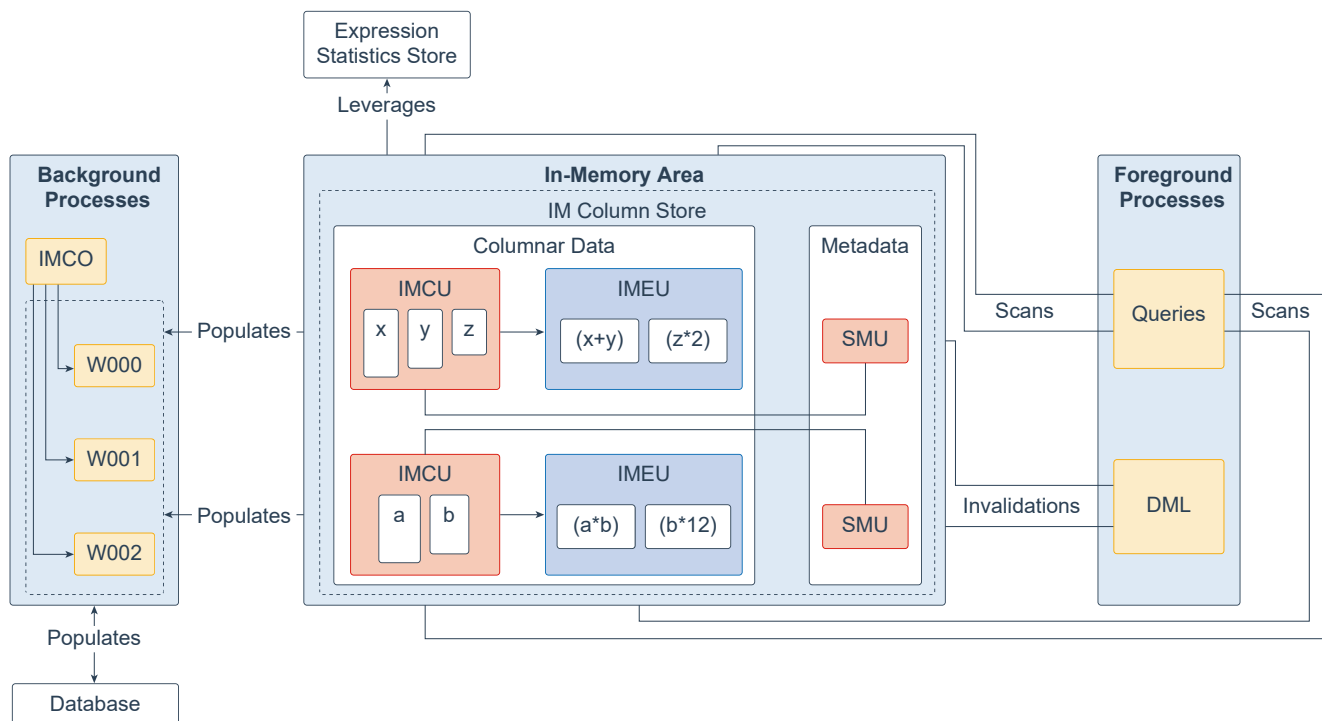 Expression
Statistics Store
Leverages
Background
Processes
IMCO
W000
W001
W002
Populates
Database
Populates
Populates
In-Memory Area
IM Column Store
Columnar Data
IMCU
x
y
z
IMEU
(x+y)
(z*2)
IMCU
a
b
IMEU
(a*b)
(b*12)
Metadata
SMU
SMU
Scans
Invalidations
Foreground
Processes
Queries
DML
Scans